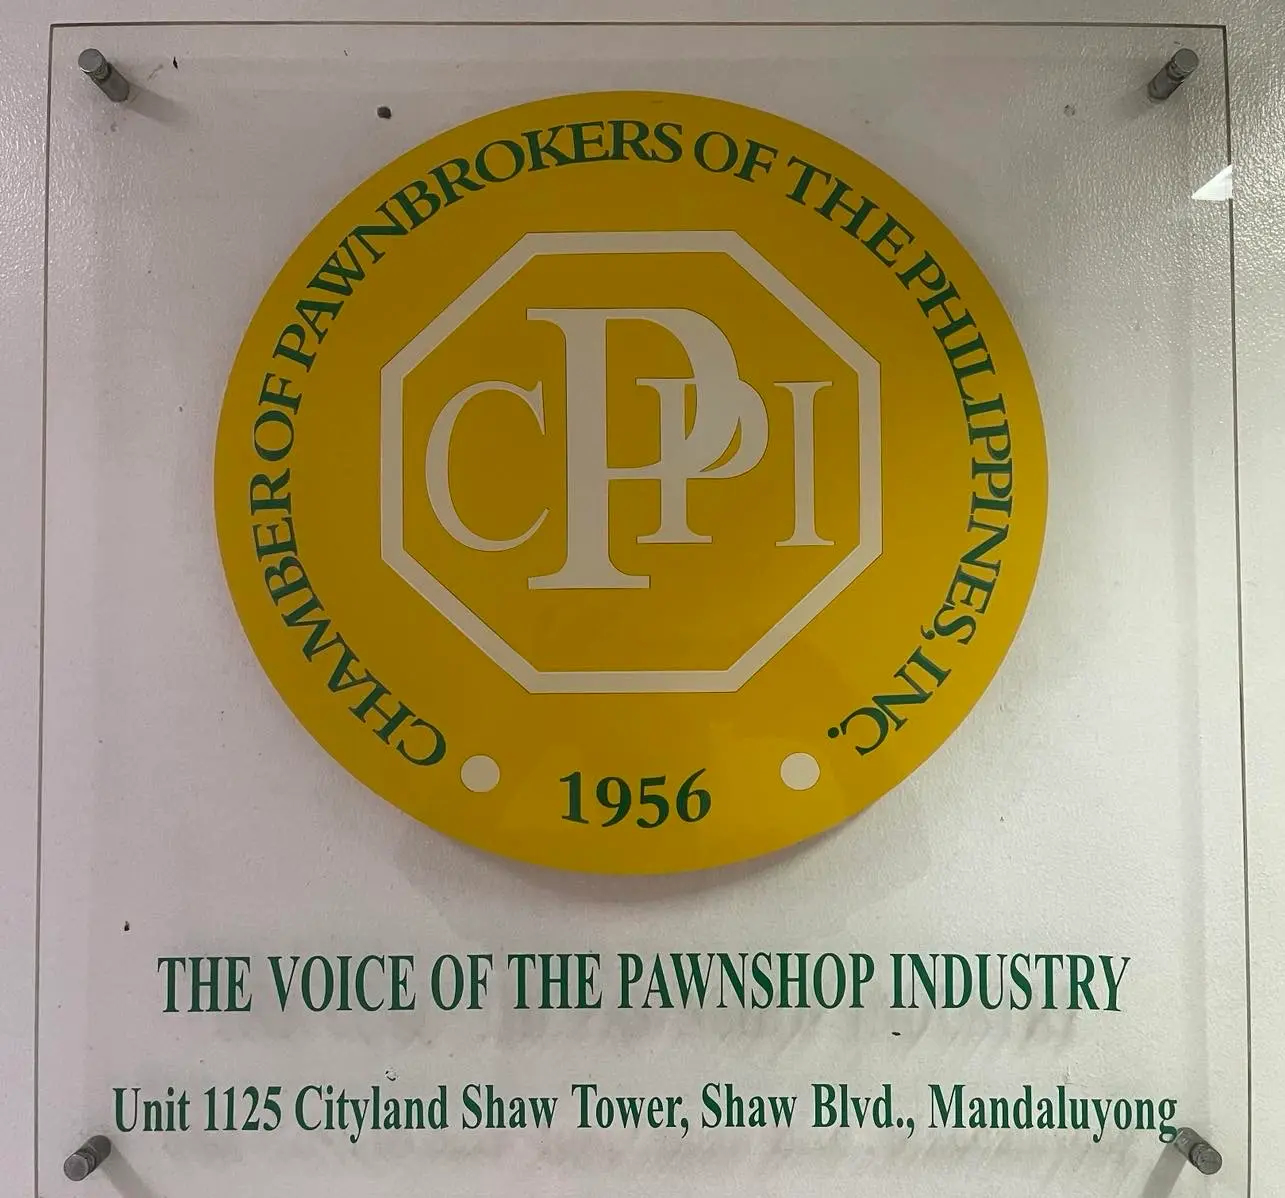 CHAMBER OF PAWNBROKERS OF THE PHILIPPINES, INC.
CPPI
1956
THE VOICE OF THE PAWNSHOP INDUSTRY
Unit 1125 Cityland Shaw Tower, Shaw Blvd., Mandaluyong